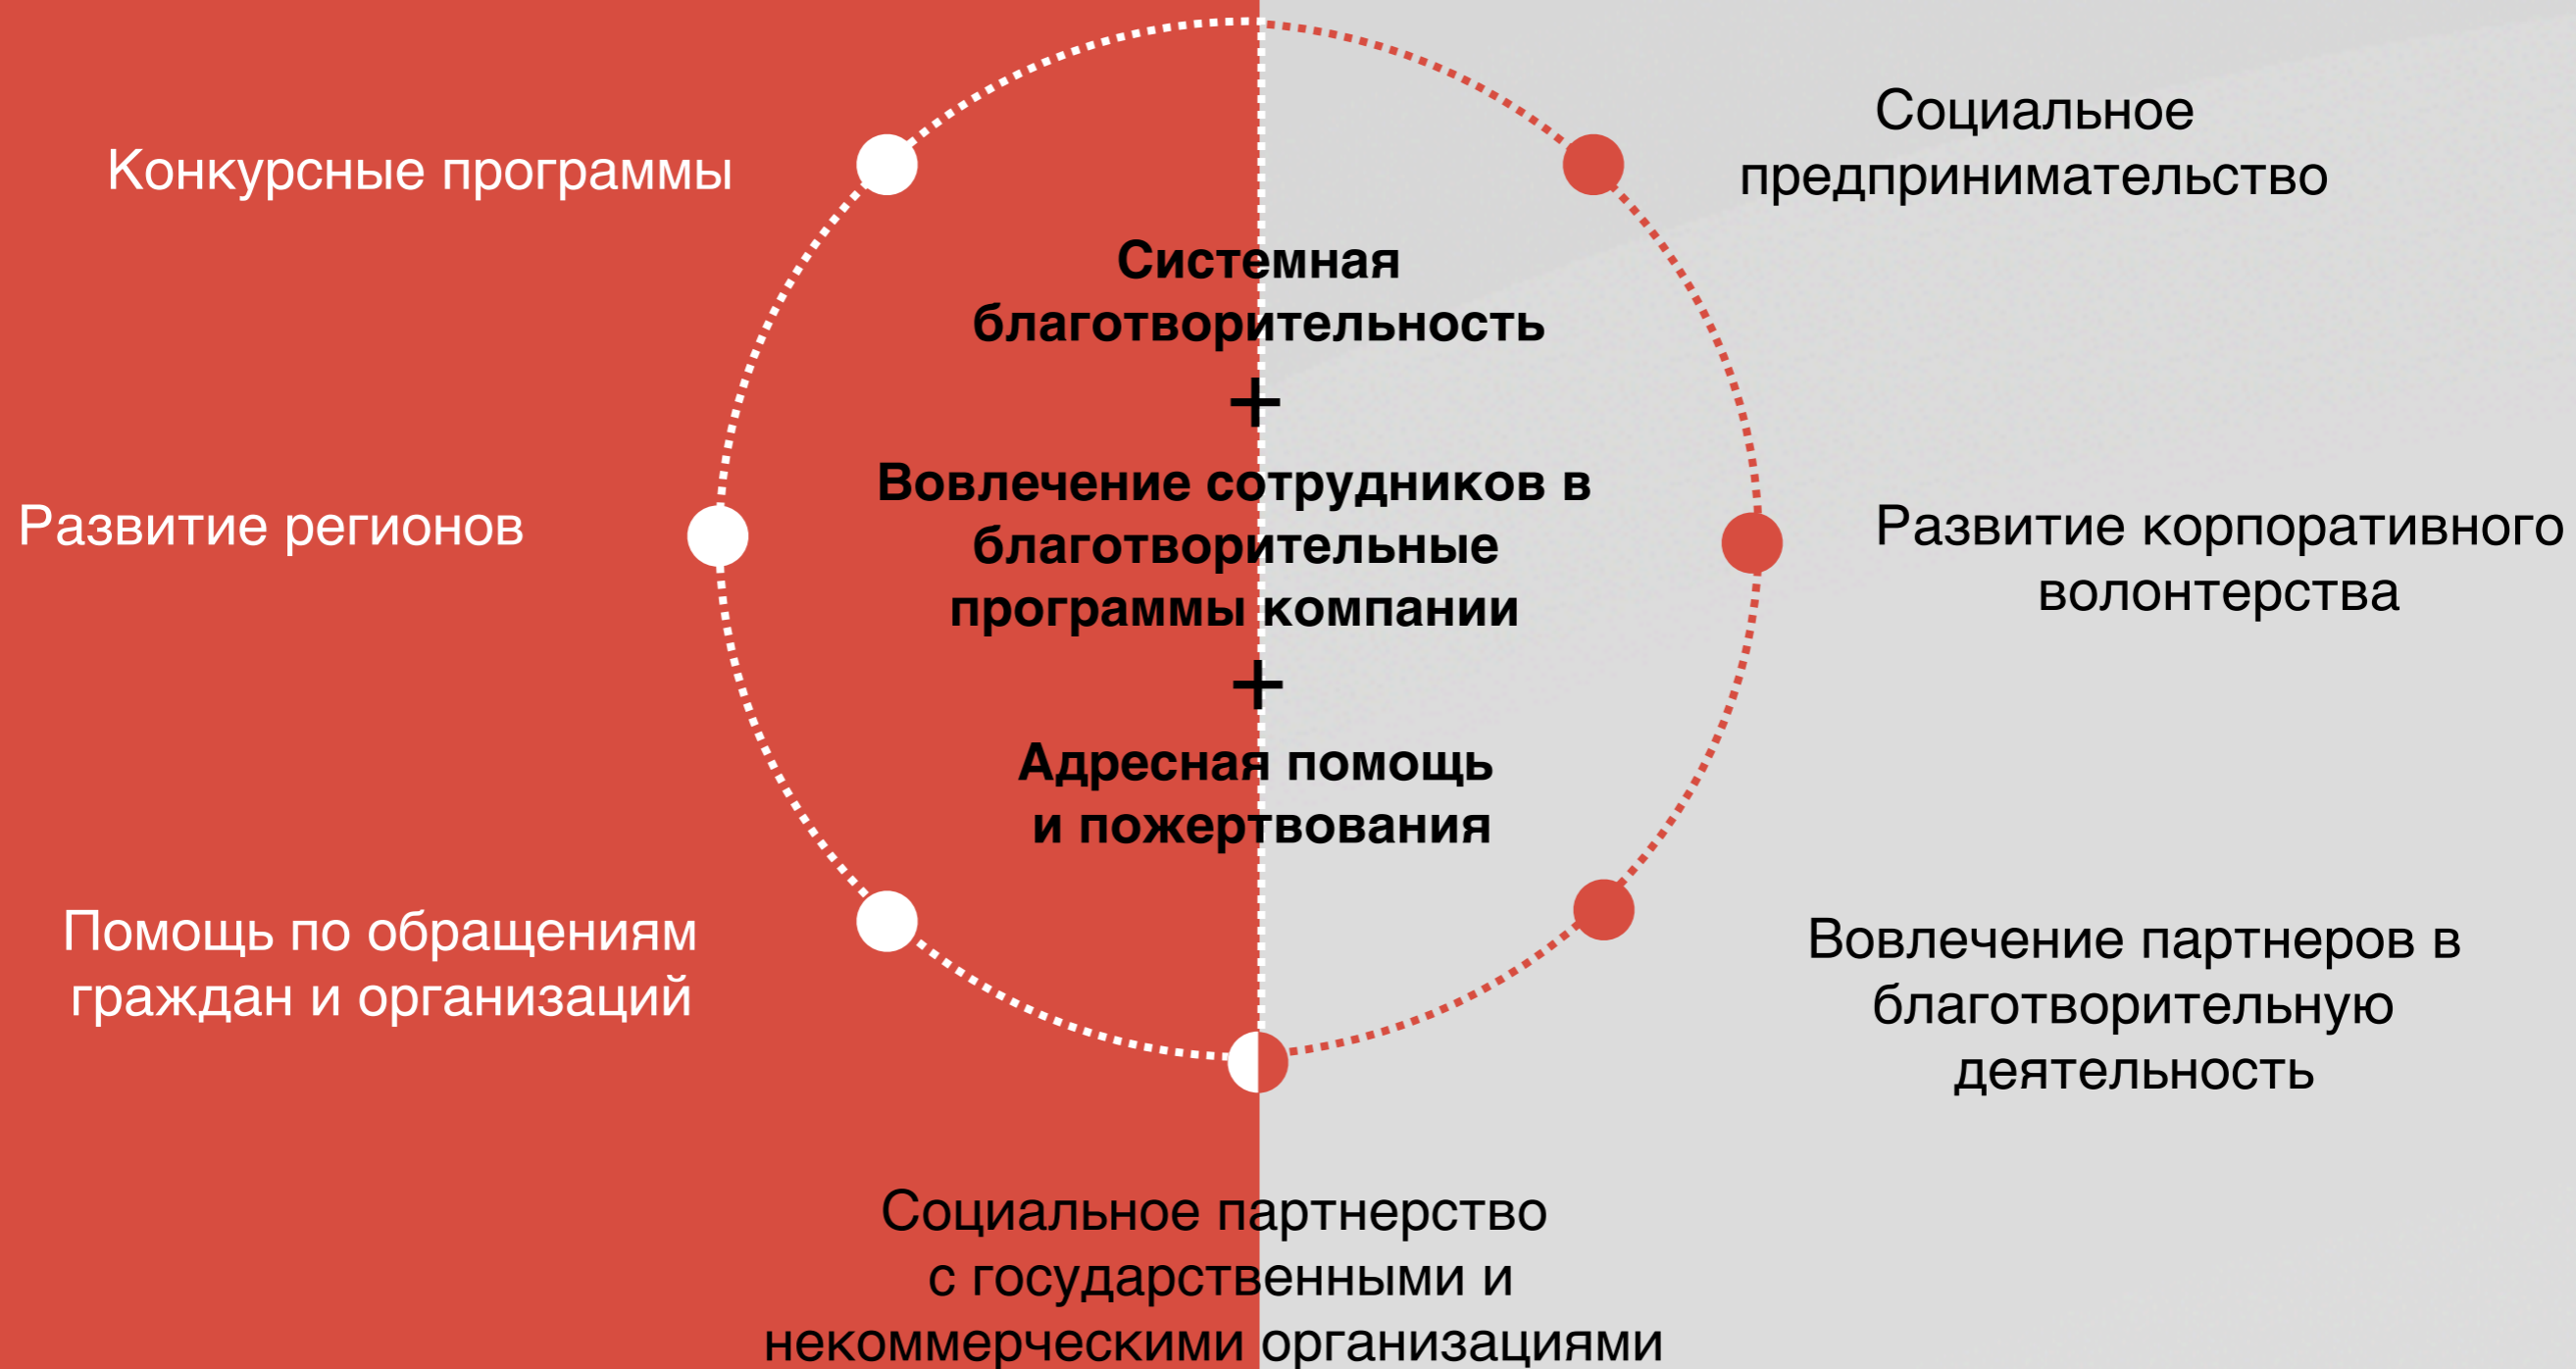 Конкурсные программы
Развитие регионов
Помощь по обращениям
граждан и организаций
Системная
благотворительность
+
Вовлечение сотрудников в
благотворительные
программы компании
+
Адресная помощь
и пожертвования
Социальное
предпринимательство
Развитие корпоративного
волонтерства
Вовлечение партнеров в
благотворительную
деятельность
Социальное партнерство
с государственными и
некоммерческими организациями